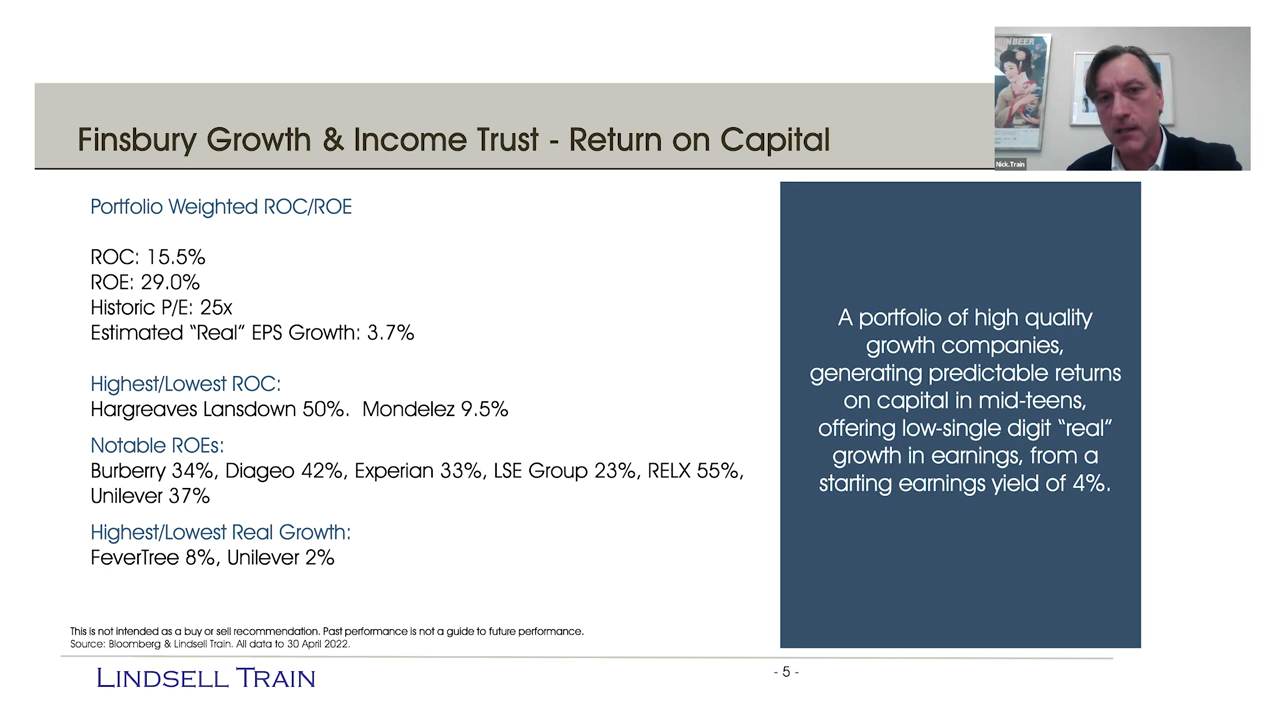 Finsbury Growth & Income Trust - Return on Capital
Nick.Train
Portfolio Weighted ROC/ROE
ROC: 15.5%
ROE: 29.0%
Historic P/E: 25x
Estimated “Real” EPS Growth: 3.7%
Highest/Lowest ROC:
Hargreaves Lansdown 50%.  Mondelez 9.5%
Notable ROEs:
Burberry 34%, Diageo 42%, Experian 33%, LSE Group 23%, RELX 55%,
Unilever 37%
Highest/Lowest Real Growth:
FeverTree 8%, Unilever 2%
A portfolio of high quality
growth companies,
generating predictable returns
on capital in mid-teens,
offering low-single digit “real”
growth in earnings, from a
starting earnings yield of 4%.
This is not intended as a buy or sell recommendation. Past performance is not a guide to future performance.
Source: Bloomberg & Lindsell Train. All data to 30 April 2022.
LINDSELL TRAIN
- 5 -